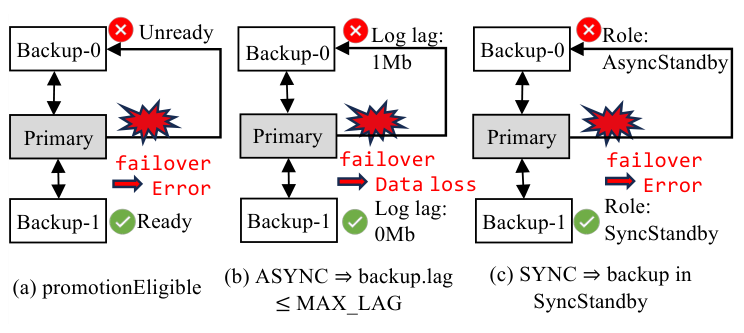 Backup-0
Unready
Primary
failover
Error
Backup-1
Ready
(a) promotionEligible
Backup-0
Log lag:
1Mb
Primary
failover
Data loss
Backup-1
Log lag:
0Mb
(b) ASYNC ⇒ backup.lag
≤ MAX_LAG
Backup-0
Role:
AsyncStandby
Primary
failover
Error
Backup-1
Role:
SyncStandby
(c) SYNC ⇒ backup in
SyncStandby